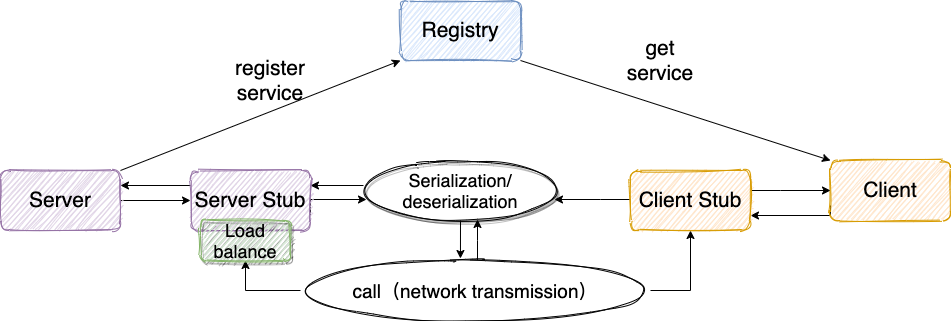 Registry
register
service
get
service
Server
Server Stub
Load
balance
Serialization/
deserialization
Client Stub
Client
call（network transmission）